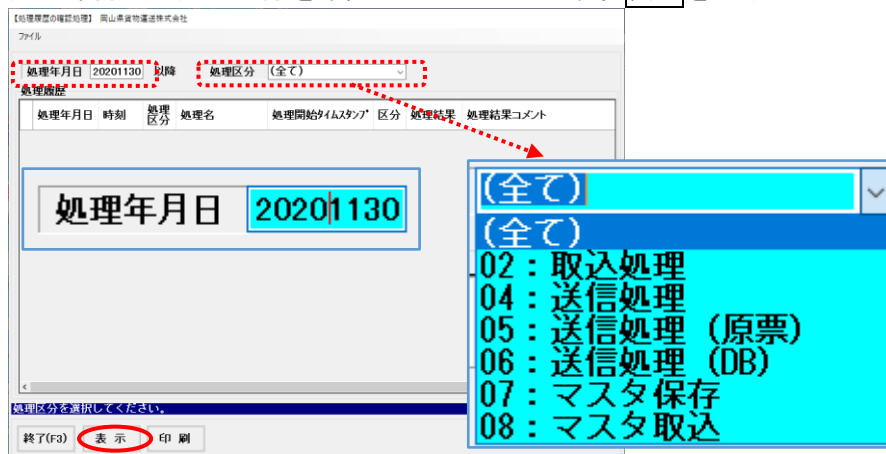 【処理履歴の確認処理】 岡山県貨物運送株式会社
ファイル
処理年月日 20201130 以降 処理区分 (全て)
処理履歴
処理年月日 時刻 処理区分 処理名 処理開始タイムスタンプ 区分 処理結果 処理結果コメント
処理年月日 20201130
(全て)
(全て)
02：取込処理
04：送信処理
05：送信処理 (原票)
06：送信処理 (DB)
07：マスタ保存
08：マスタ取込
処理区分を選択してください。
終了(F3) 表 示 印 刷